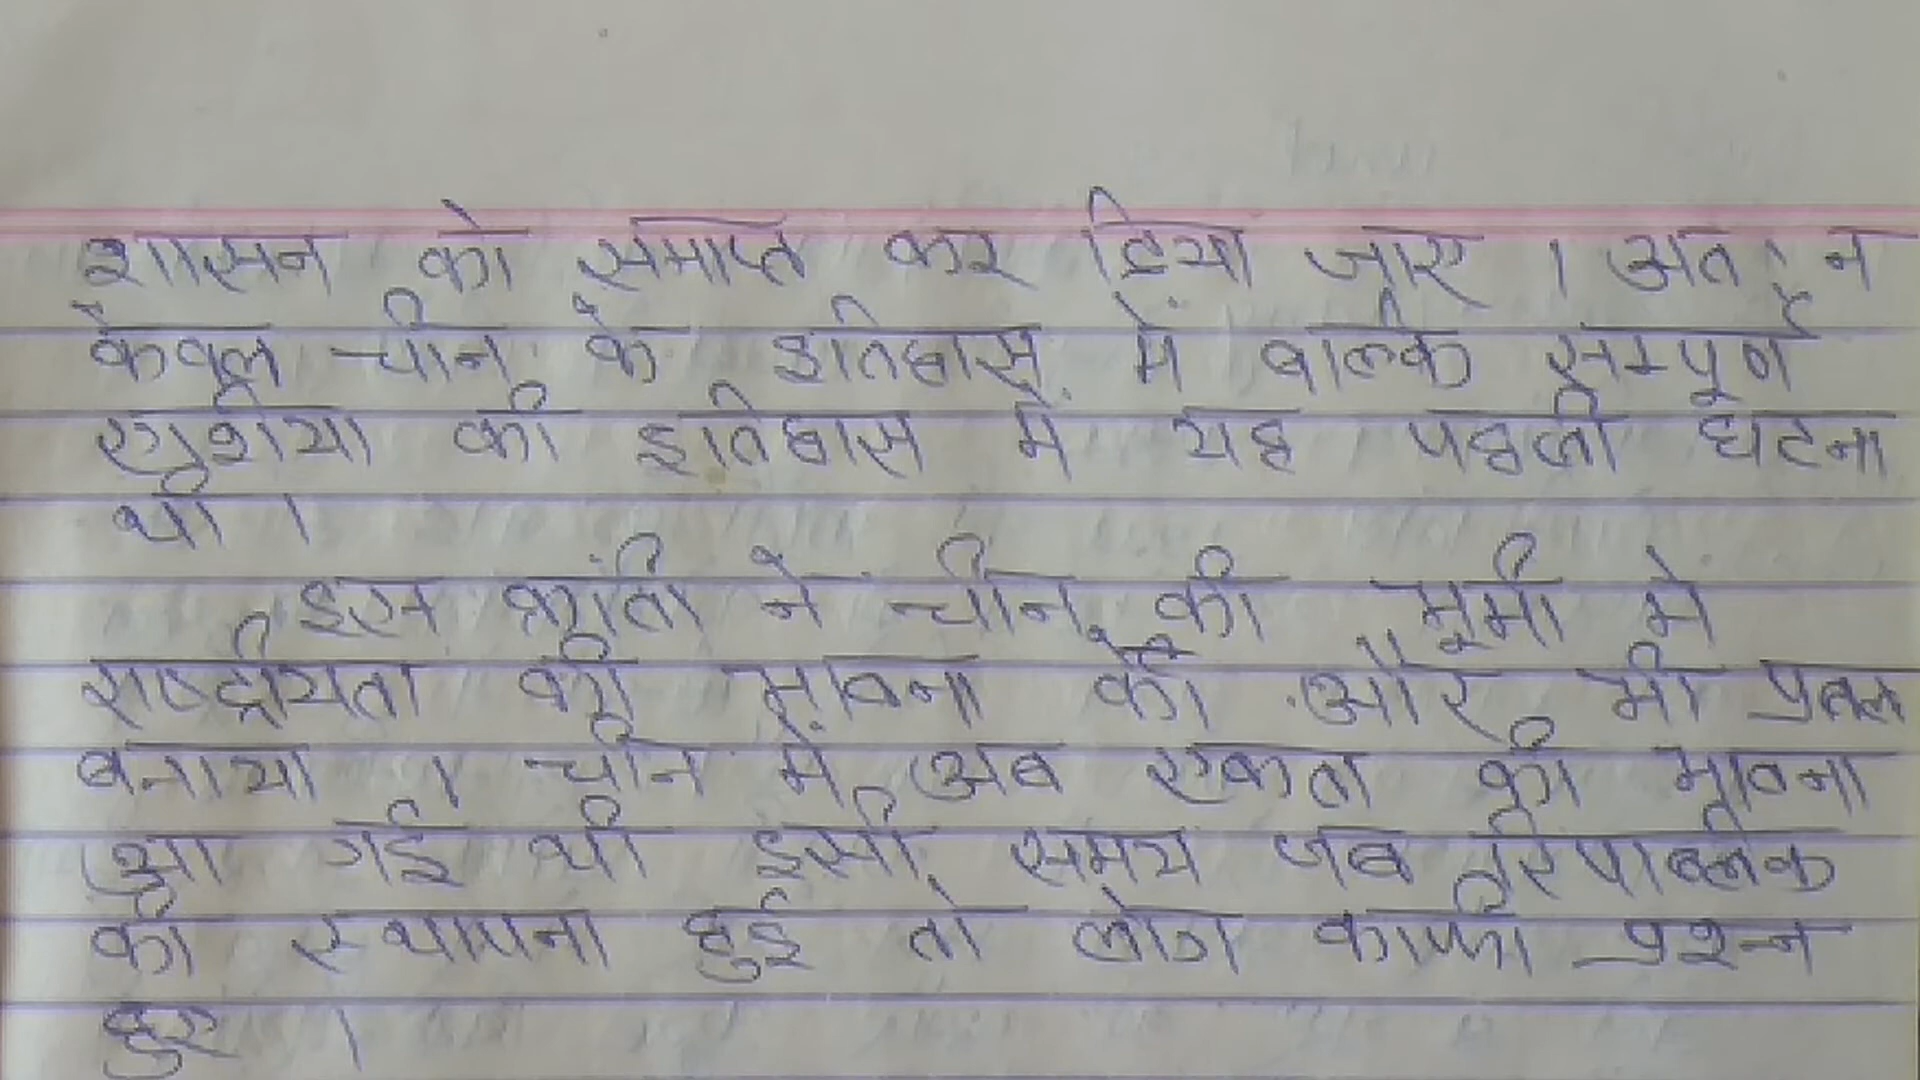 शासन को समाप्त कर दिया जाए । अतः न
केवल चीन के इतिहास में बल्कि सम्पूर्ण
एशीया की इतिहास में यह पहली घटना
थी ।
इस क्रांती ने चीन की भूमी मे
राष्ट्रीयता की भावना को और भी प्रबल
बनाया । चीन में अब एकता की भावना
आ गई थी इसी समय जब रिपब्लिक
की स्थापना हुई तो लोग काफी प्रश्न
हुए ।